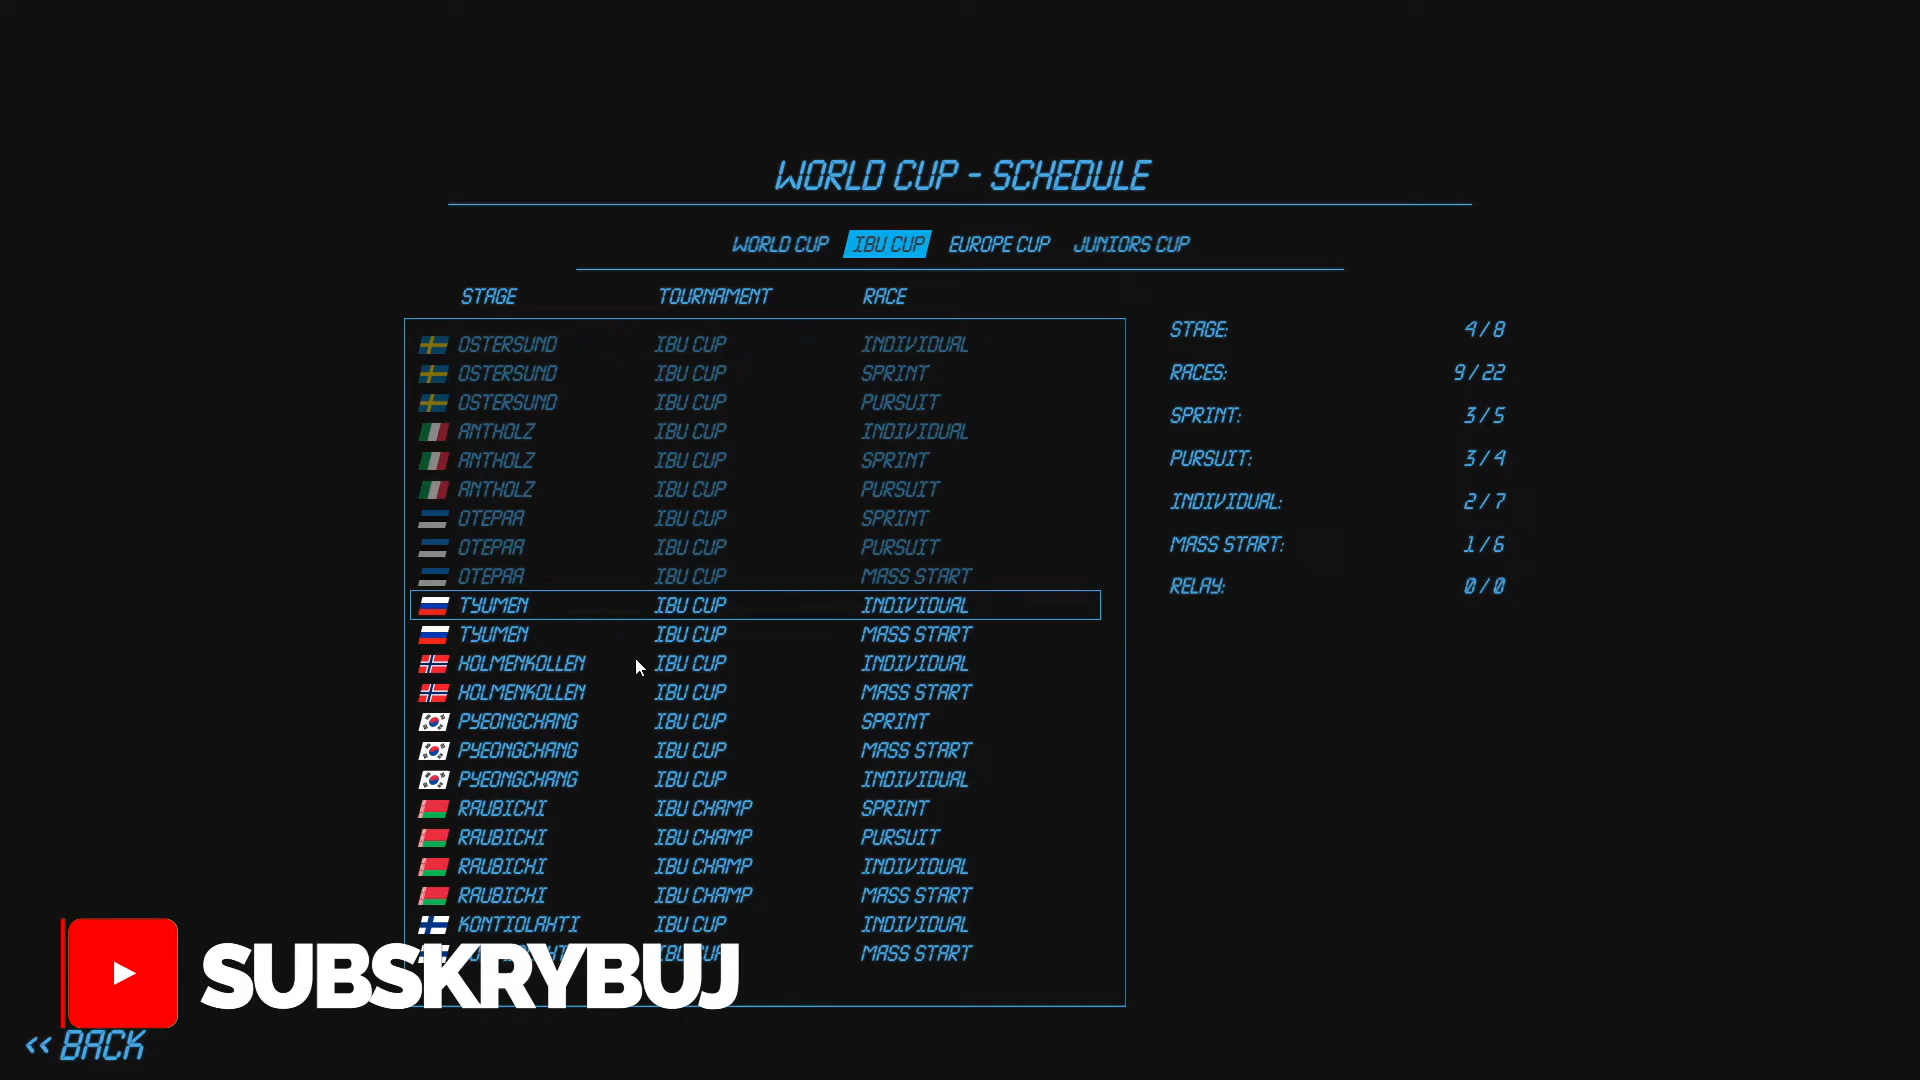 WORLD CUP - SCHEDULE
WORLD CUP IBU CUP EUROPE CUP JUNIORS CUP
STAGE TOURNAMENT RACE
OSTERSUND IBU CUP INDIVIDUAL
OSTERSUND IBU CUP SPRINT
OSTERSUND IBU CUP PURSUIT
ANTHOLZ IBU CUP INDIVIDUAL
ANTHOLZ IBU CUP SPRINT
ANTHOLZ IBU CUP PURSUIT
OTEPAA IBU CUP SPRINT
OTEPAA IBU CUP PURSUIT
OTEPAA IBU CUP MASS START
TYUMEN IBU CUP INDIVIDUAL
TYUMEN IBU CUP MASS START
HOLMENKOLLEN IBU CUP INDIVIDUAL
HOLMENKOLLEN IBU CUP MASS START
PYEONGCHANG IBU CUP SPRINT
PYEONGCHANG IBU CUP MASS START
PYEONGCHANG IBU CUP INDIVIDUAL
RAUBICHI IBU CHAMP SPRINT
RAUBICHI IBU CHAMP PURSUIT
RAUBICHI IBU CHAMP INDIVIDUAL
RAUBICHI IBU CHAMP MASS START
KONTIOLAHTI IBU CUP INDIVIDUAL
IBU CUP MASS START
STAGE: 4/8
RACES: 9/22
SPRINT: 3/5
PURSUIT: 3/4
INDIVIDUAL: 2/7
MASS START: 1/6
RELAY: 0/0
SUBSKRYBUJ
<< BACK